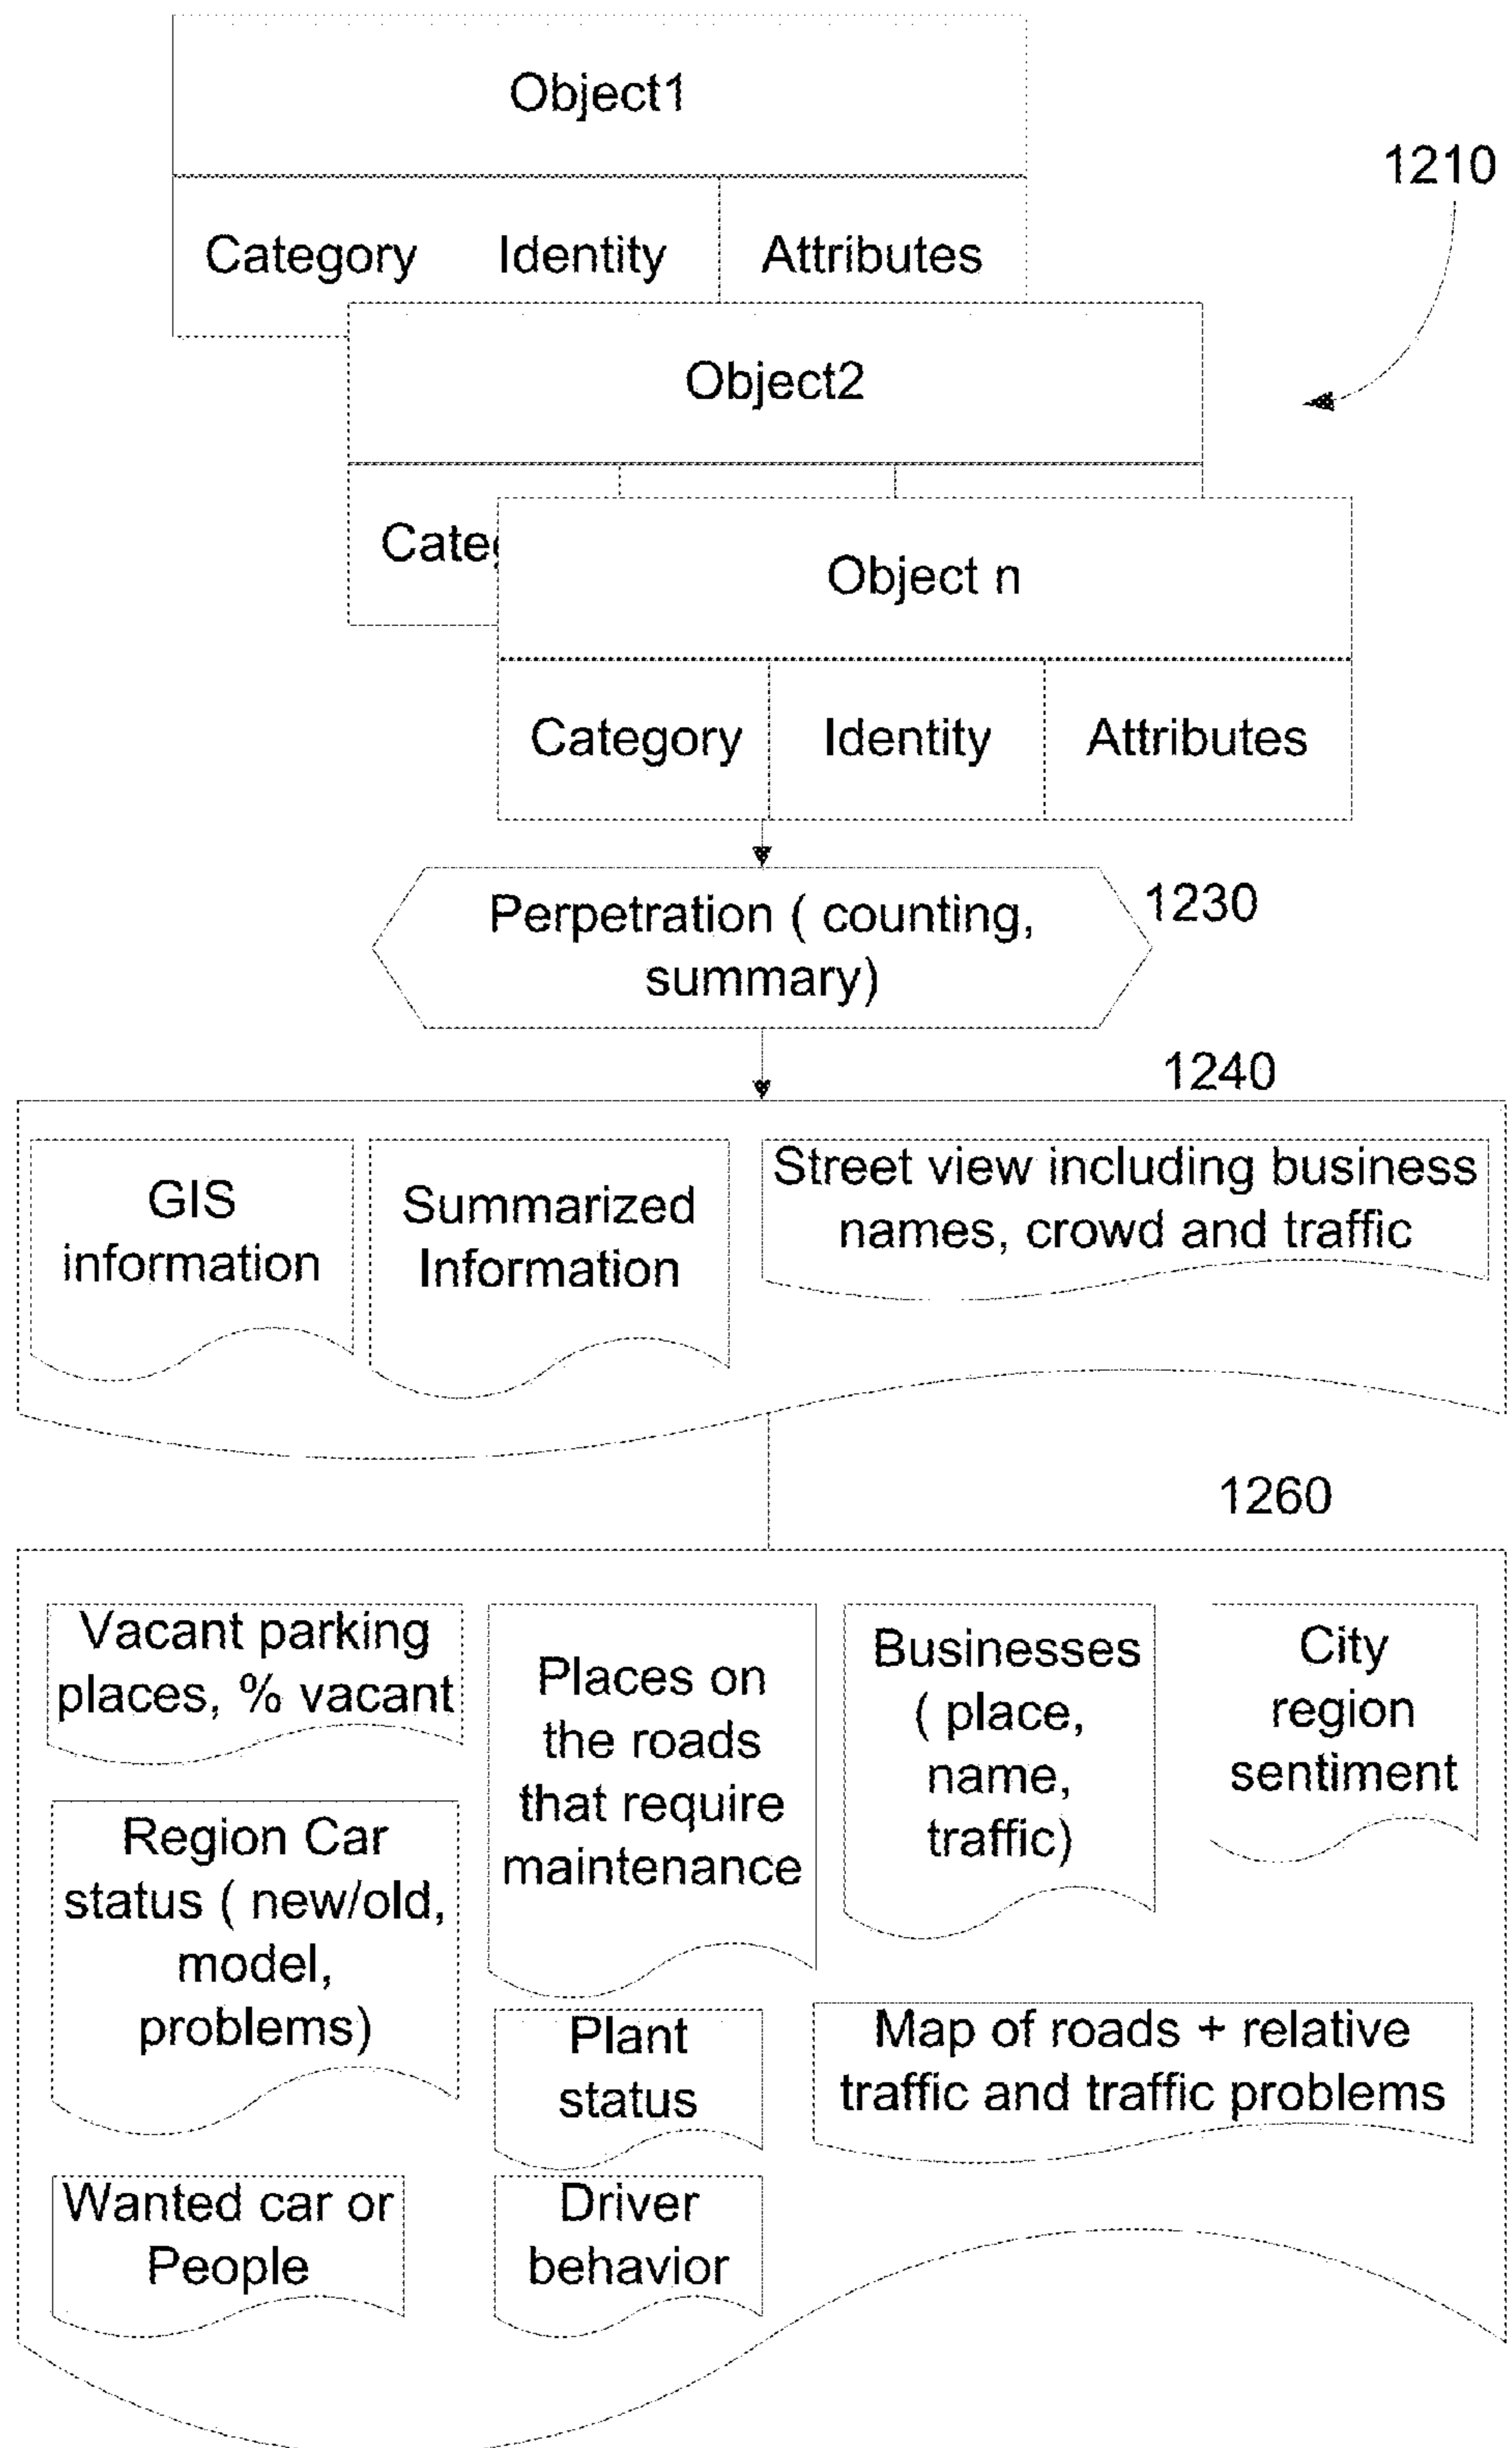 Object1
1210
Category Identity Attributes
Object2
Categ
Object n
Category Identity Attributes
Perpetration ( counting,
summary)
1230
1240
GIS
information
Summarized
Information
Street view including business
names, crowd and traffic
1260
Vacant parking
places, % vacant
Places on
the roads
that require
maintenance
Businesses
( place,
name,
traffic)
City
region
sentiment
Region Car
status ( new/old,
model,
problems)
Plant
status
Map of roads + relative
traffic and traffic problems
Wanted car or
People
Driver
behavior